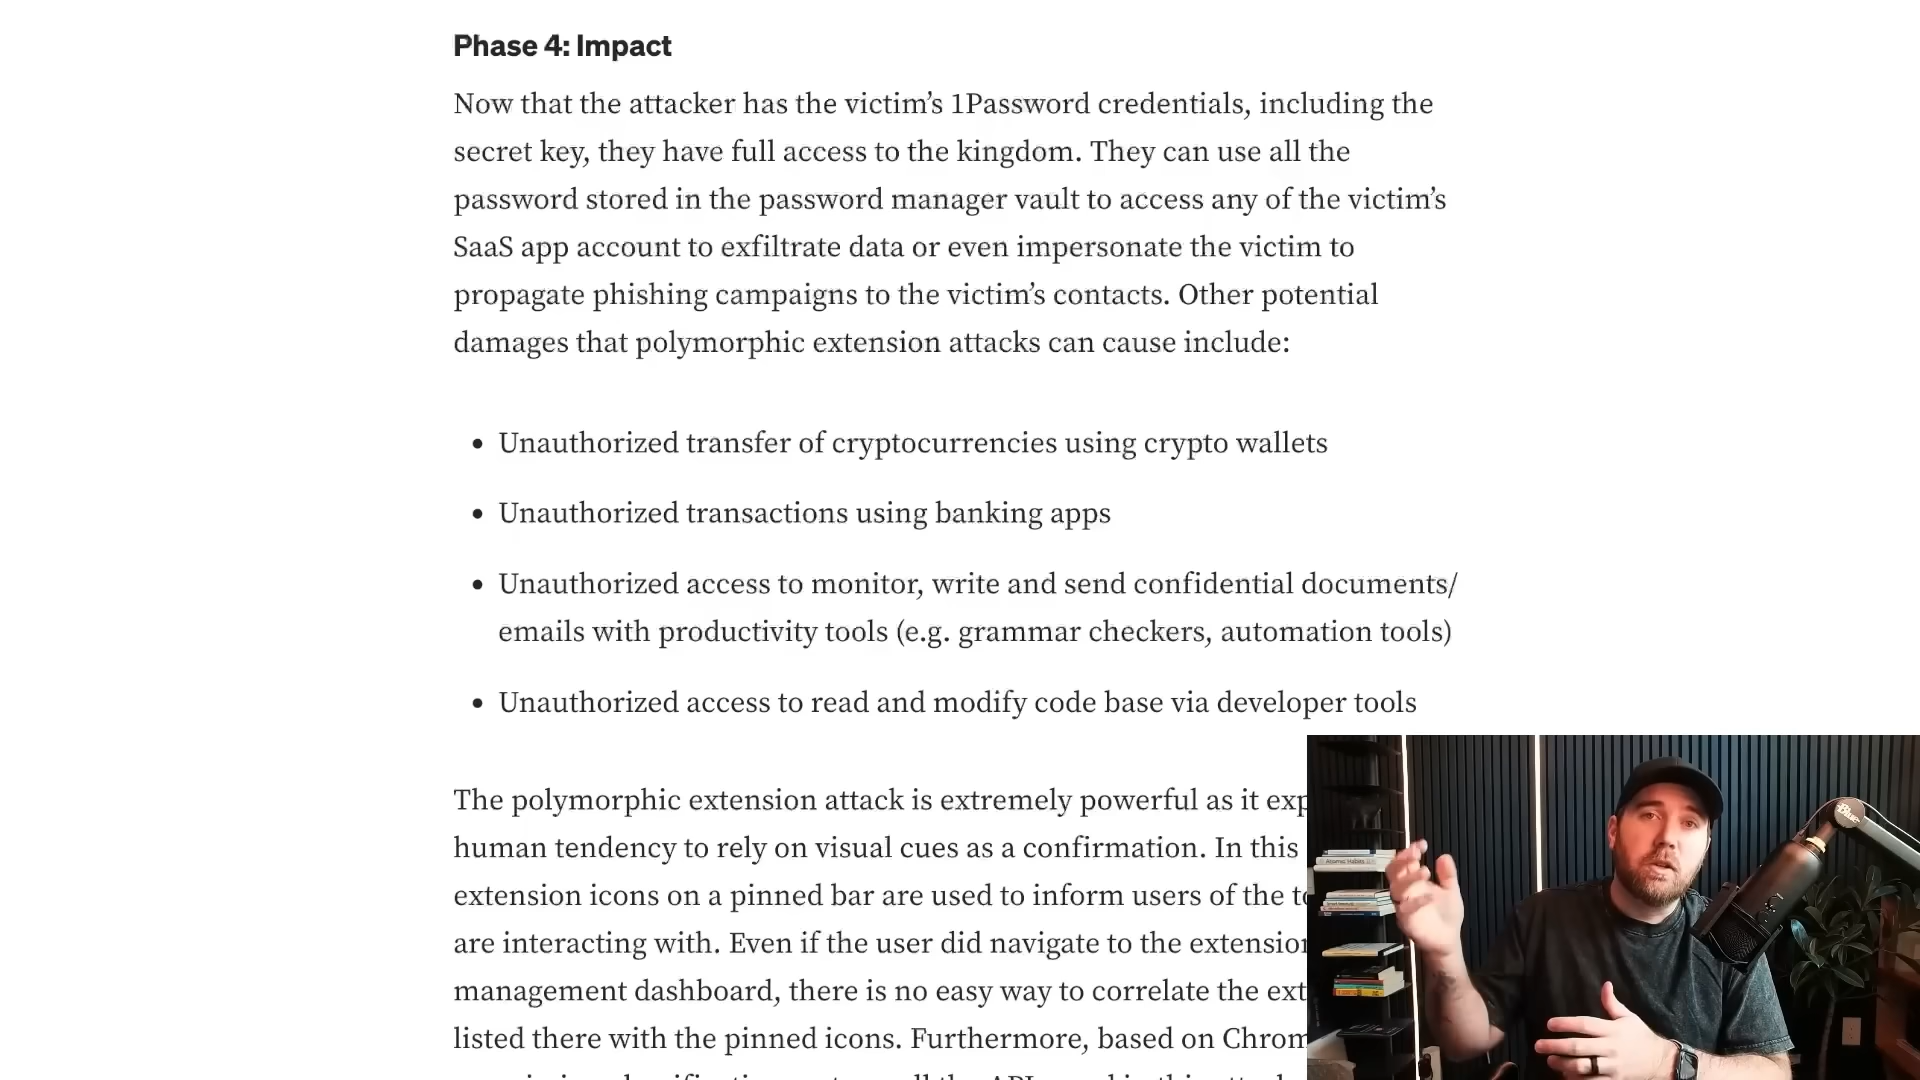 Phase 4: Impact
Now that the attacker has the victim’s 1Password credentials, including the
secret key, they have full access to the kingdom. They can use all the
password stored in the password manager vault to access any of the victim’s
SaaS app account to exfiltrate data or even impersonate the victim to
propagate phishing campaigns to the victim’s contacts. Other potential
damages that polymorphic extension attacks can cause include:
• Unauthorized transfer of cryptocurrencies using crypto wallets
• Unauthorized transactions using banking apps
• Unauthorized access to monitor, write and send confidential documents/
emails with productivity tools (e.g. grammar checkers, automation tools)
• Unauthorized access to read and modify code base via developer tools
The polymorphic extension attack is extremely powerful as it exp
human tendency to rely on visual cues as a confirmation. In this
extension icons on a pinned bar are used to inform users of the to
are interacting with. Even if the user did navigate to the extension
management dashboard, there is no easy way to correlate the ext
listed there with the pinned icons. Furthermore, based on Chrom
Atomic Habits
Blue